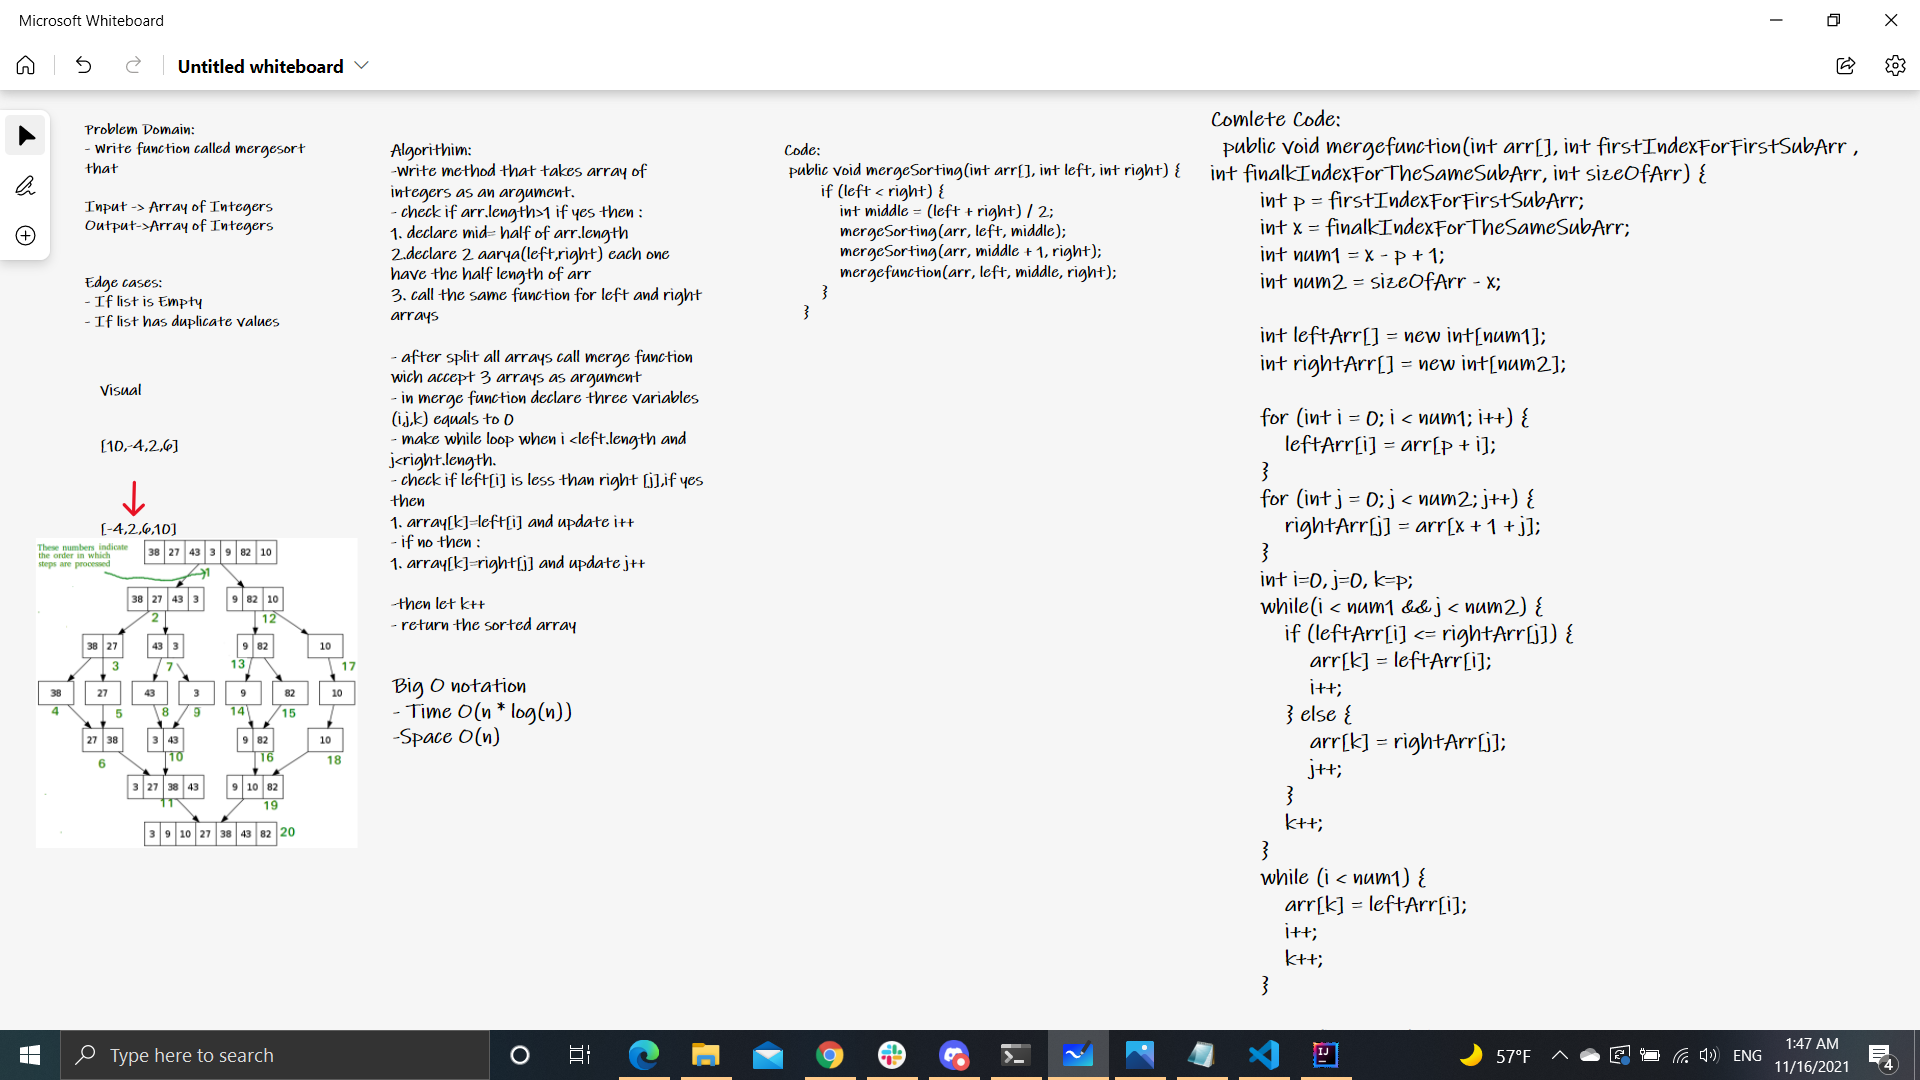 Microsoft Whiteboard
Untitled whiteboard
Problem Domain:
- Write function called mergesort
that
Input -> Array of Integers
Output->Array of Integers
Edge cases:
- If list is Empty
- If list has duplicate values
Visual
[10,-4,2,6]
[-4,2,6,10]
These numbers indicate
the order in which
steps are processed
38 27 43 3 9 82 10
1
38 27 43 3 9 82 10
2 12
38 27 43 3 9 82 10
3 7 13 17
38 27 43 3 9 82 10
4 5 8 9 14 15
27 38 3 43 9 82 10
6 10 16 18
3 27 38 43 9 10 82
11 19
3 9 10 27 38 43 82 20
Algorithim:
-Write method that takes array of
integers as an argument.
- check if arr.length>1 if yes then :
1. declare mid= half of arr.length
2.declare 2 aarya(left,right) each one
have the half length of arr
3. call the same function for left and right
arrays
- after split all arrays call merge function
wich accept 3 arrays as argument
- in merge function declare three variables
(i,j,k) equals to 0
- make while loop when i <left.length and
j<right.length.
- check if left[i] is less than right [j],if yes
then
1. array[k]=left[i] and update i++
- if no then :
1. array[k]=right[j] and update j++
-then let k++
- return the sorted array
Big O notation
- Time O(n * log(n))
-Space O(n)
Code:
public void mergeSorting(int arr[], int left, int right) {
if (left < right) {
int middle = (left + right) / 2;
mergeSorting(arr, left, middle);
mergeSorting(arr, middle + 1, right);
mergefunction(arr, left, middle, right);
}
}
Comlete Code:
public void mergefunction(int arr[], int firstIndexForFirstSubArr ,
int finalkIndexForTheSameSubArr, int sizeOfArr) {
int p = firstIndexForFirstSubArr;
int x = finalkIndexForTheSameSubArr;
int num1 = x - p + 1;
int num2 = sizeOfArr - x;
int leftArr[] = new int[num1];
int rightArr[] = new int[num2];
for (int i = 0; i < num1; i++) {
leftArr[i] = arr[p + i];
}
for (int j = 0; j < num2; j++) {
rightArr[j] = arr[x + 1 + j];
}
int i=0, j=0, k=p;
while(i < num1 && j < num2) {
if (leftArr[i] <= rightArr[j]) {
arr[k] = leftArr[i];
i++;
} else {
arr[k] = rightArr[j];
j++;
}
k++;
}
while (i < num1) {
arr[k] = leftArr[i];
i++;
k++;
}
Type here to search
57°F
ENG
1:47 AM
11/16/2021
4